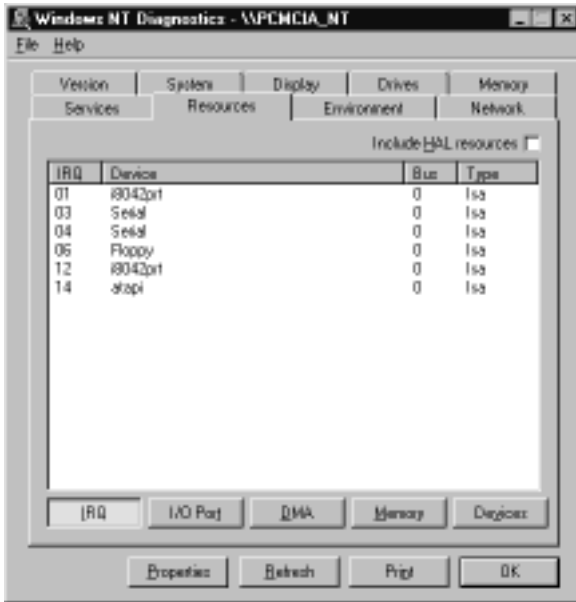 Windows NT Diagnostics - \\PCMCIA_NT
File Help
Version System Display Drives Memory
Services Resources Environment Network
Include HAL resources
IRQ Device Bus Type
01 i8042prt 0 Isa
03 Serial 0 Isa
04 Serial 0 Isa
06 Floppy 0 Isa
12 i8042prt 0 Isa
14 atapi 0 Isa
IRQ I/O Port DMA Memory Devices
Properties Refresh Print OK